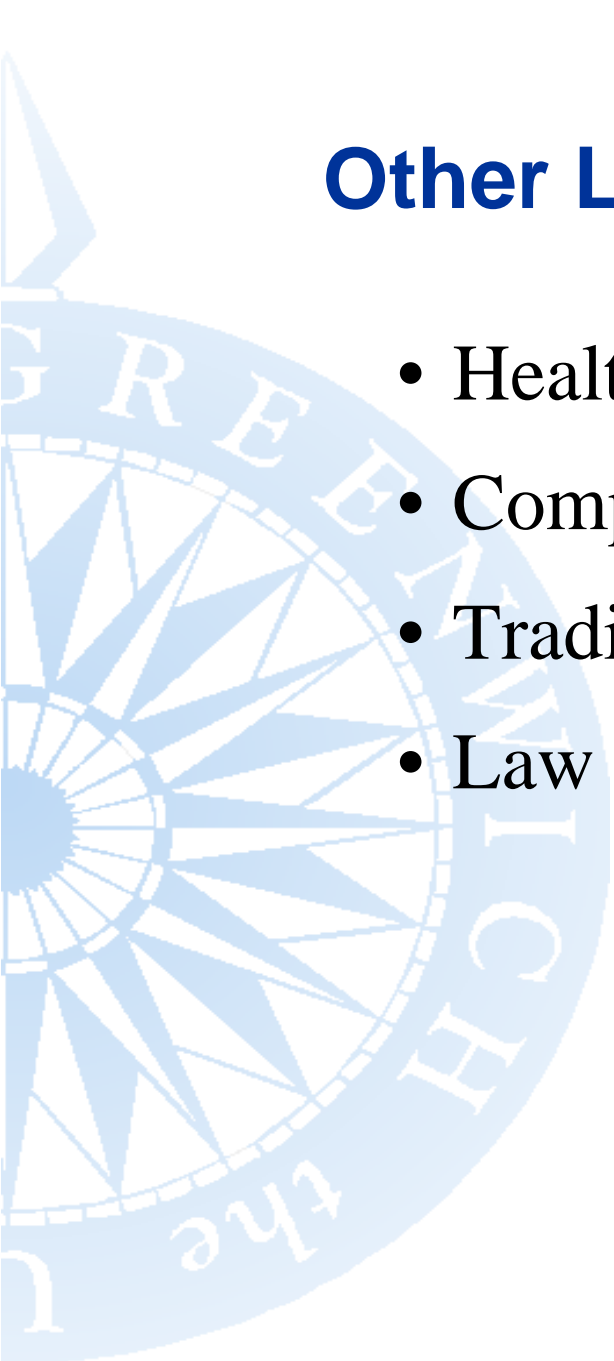 Other L
• Healt
• Comp
• Tradi
• Law
GREENWICH
the
U